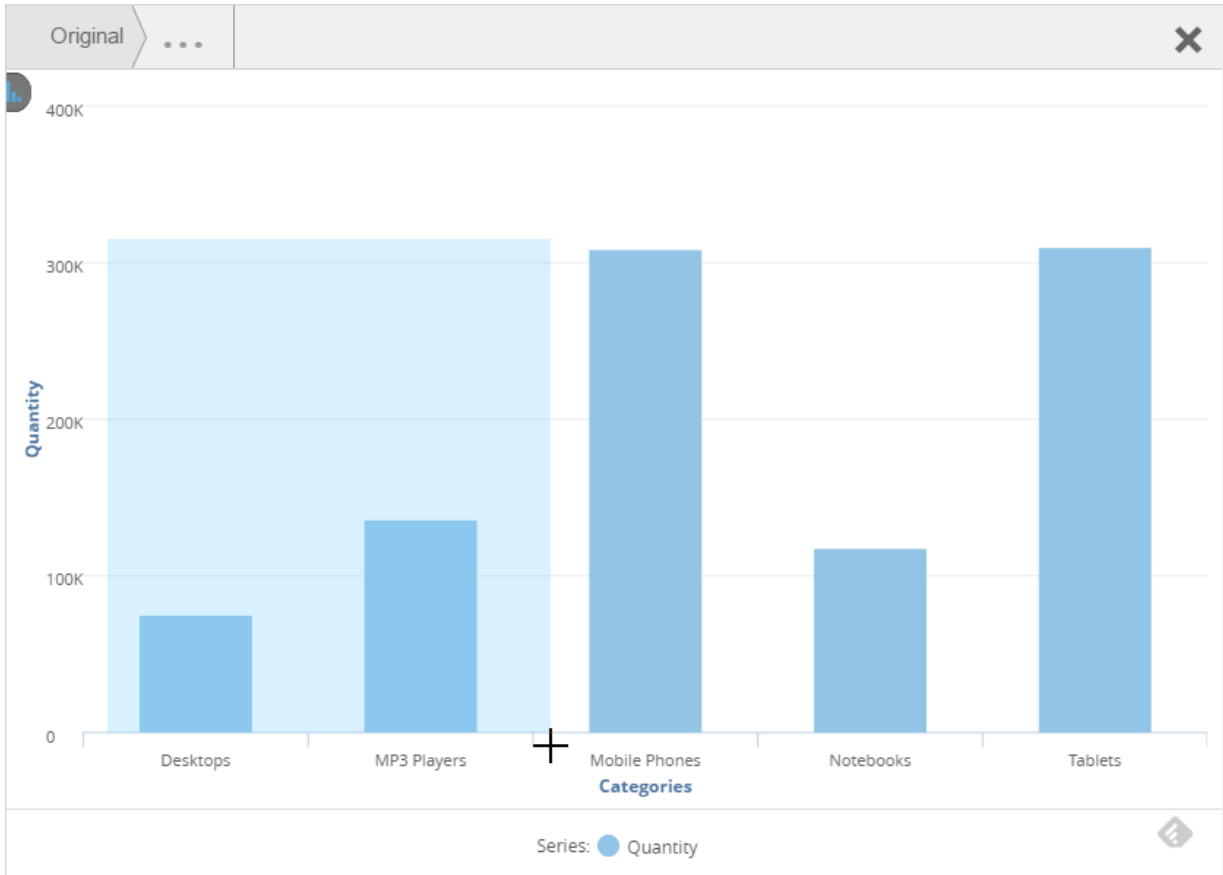 Original ...
400K
300K
200K
100K
0
Quantity
Desktops MP3 Players Mobile Phones Notebooks Tablets
Categories
Series: Quantity